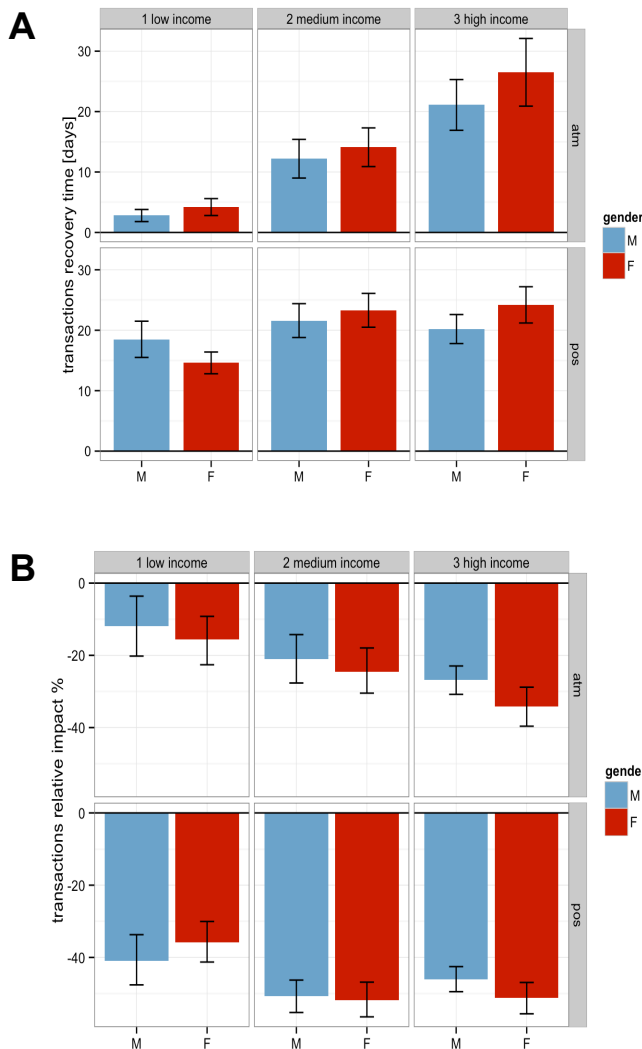 A
1 low income 2 medium income 3 high income
transactions recovery time [days]
30
20
10
0
atm
30
20
10
0
pos
M F M F M F
gender
M
F
B
1 low income 2 medium income 3 high income
transactions relative impact %
0
-20
-40
atm
0
-20
-40
pos
M F M F M F
gende
M
F